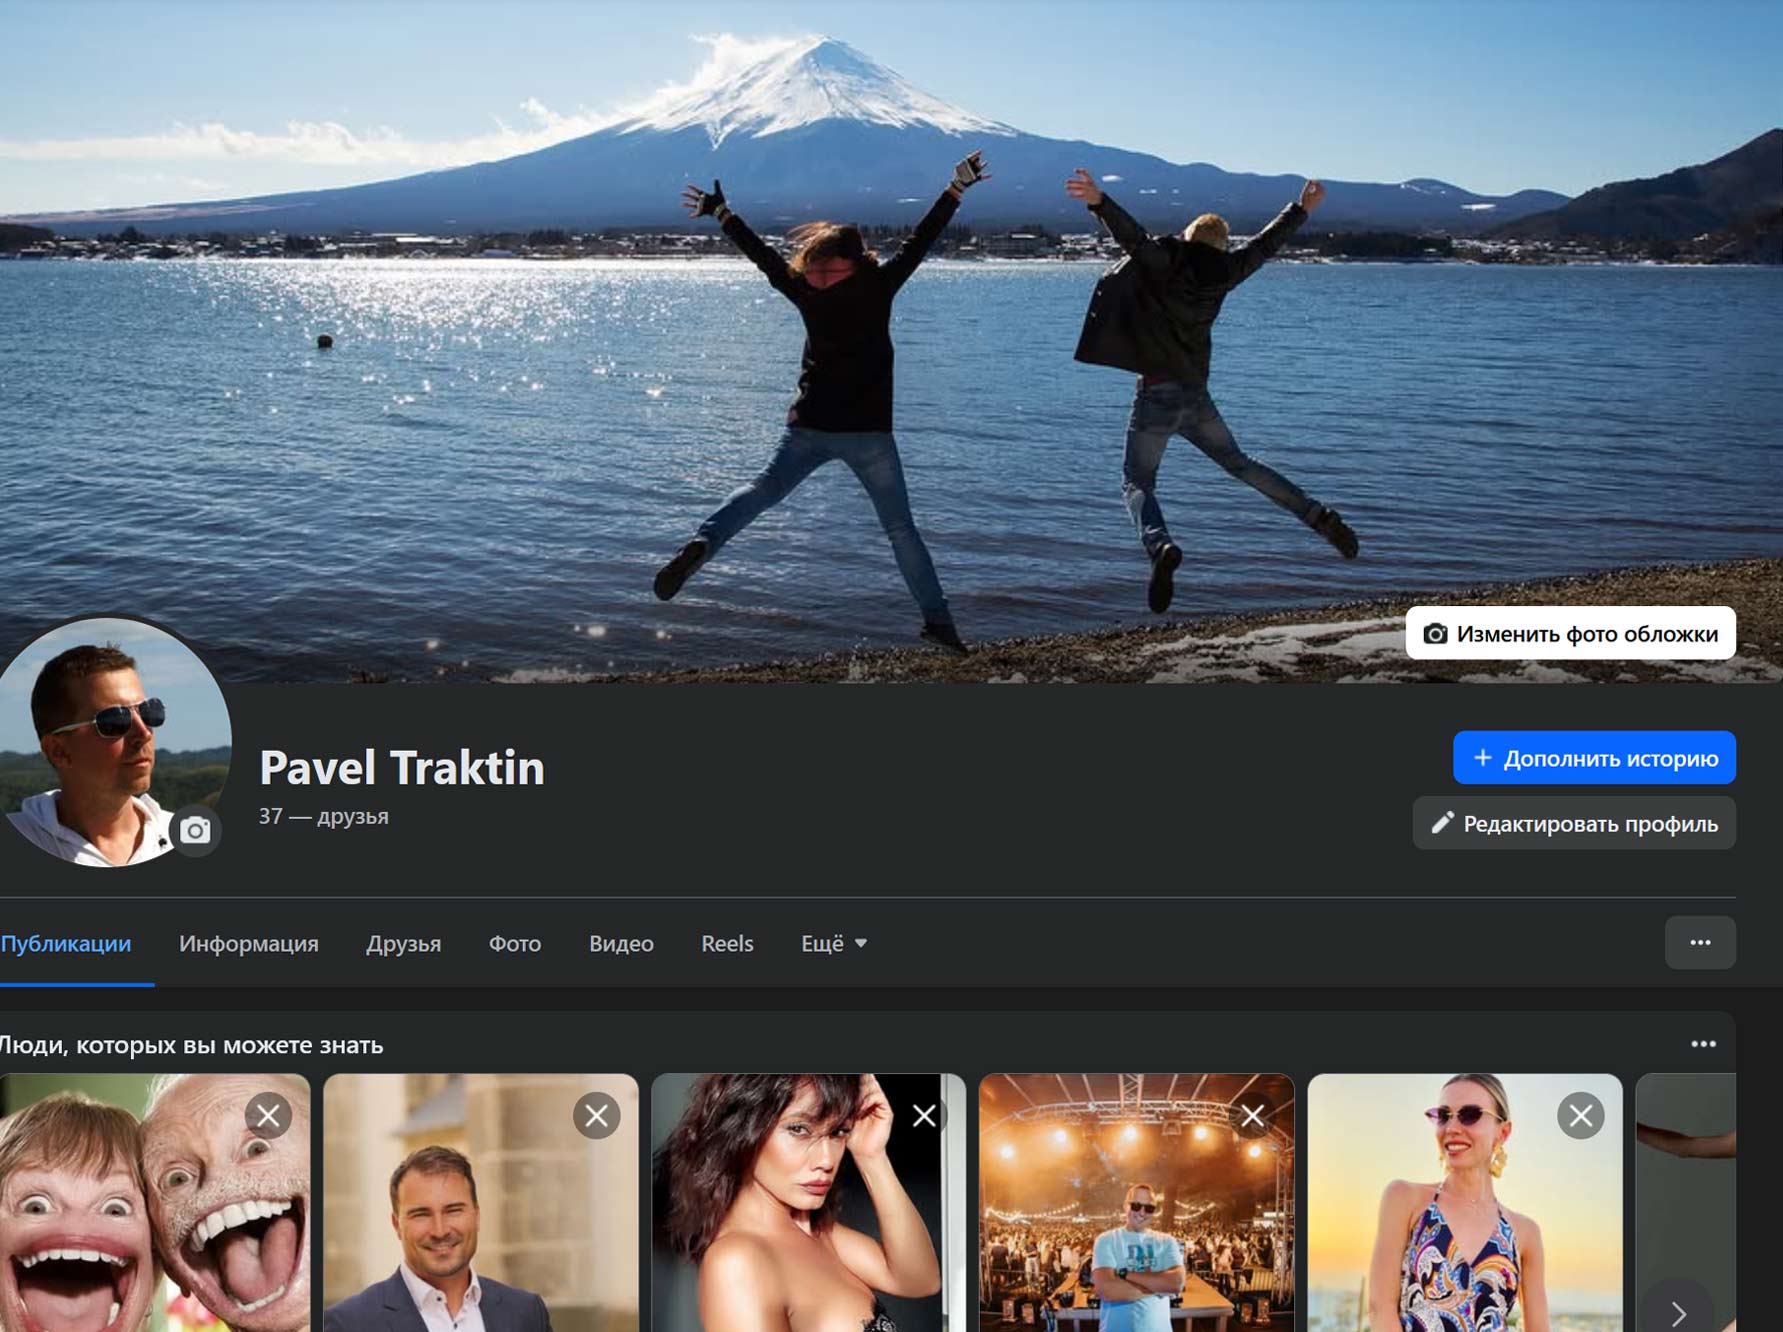 Изменить фото обложки
Pavel Traktin
37 — друзья
+ Дополнить историю
Редактировать профиль
Публикации
Информация
Друзья
Фото
Видео
Reels
Ещё
Люди, которых вы можете знать